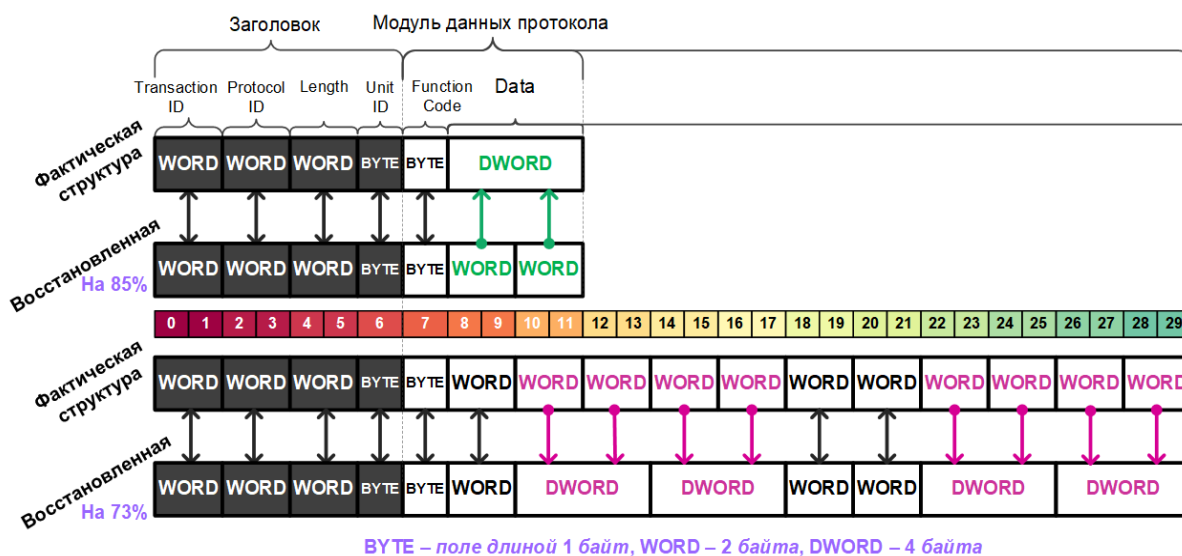 Заголовок
Модуль данных протокола
Transaction ID Protocol ID Length Unit ID Function Code Data
Фактическая структура
WORD WORD WORD BYTE BYTE DWORD
Восстановленная
На 85%
WORD WORD WORD BYTE BYTE WORD WORD
0 1 2 3 4 5 6 7 8 9 10 11 12 13 14 15 16 17 18 19 20 21 22 23 24 25 26 27 28 29
Фактическая структура
WORD WORD WORD BYTE BYTE WORD WORD WORD WORD WORD WORD WORD WORD WORD WORD WORD
Восстановленная
На 73%
WORD WORD WORD BYTE BYTE WORD DWORD DWORD WORD WORD DWORD DWORD
BYTE – поле длиной 1 байт, WORD – 2 байта, DWORD – 4 байта